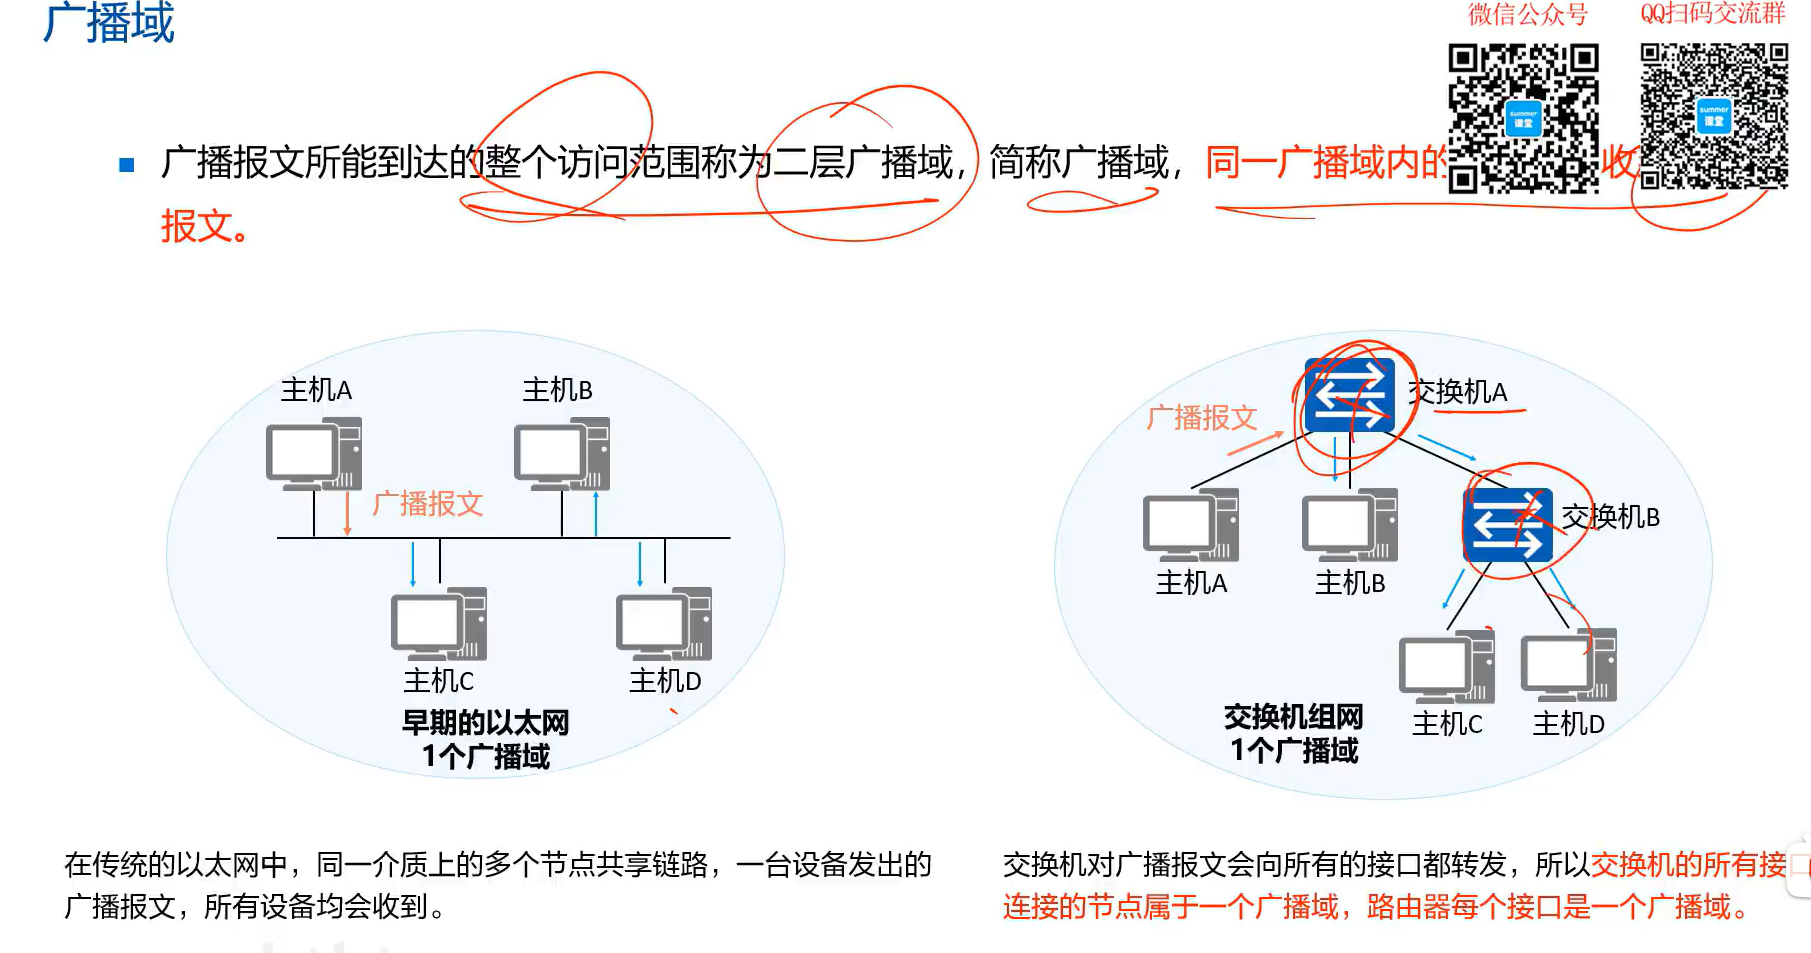 广播域
微信公众号
QQ扫码交流群
summer
课堂
summer
课堂
广播报文所能到达的整个访问范围称为二层广播域，简称广播域，同一广播域内的 收
报文。
主机A
主机B
广播报文
主机C
主机D
早期的以太网
1个广播域
交换机A
广播报文
交换机B
主机A
主机B
主机C
主机D
交换机组网
1个广播域
在传统的以太网中，同一介质上的多个节点共享链路，一台设备发出的
广播报文，所有设备均会收到。
交换机对广播报文会向所有的接口都转发，所以交换机的所有接口
连接的节点属于一个广播域，路由器每个接口是一个广播域。